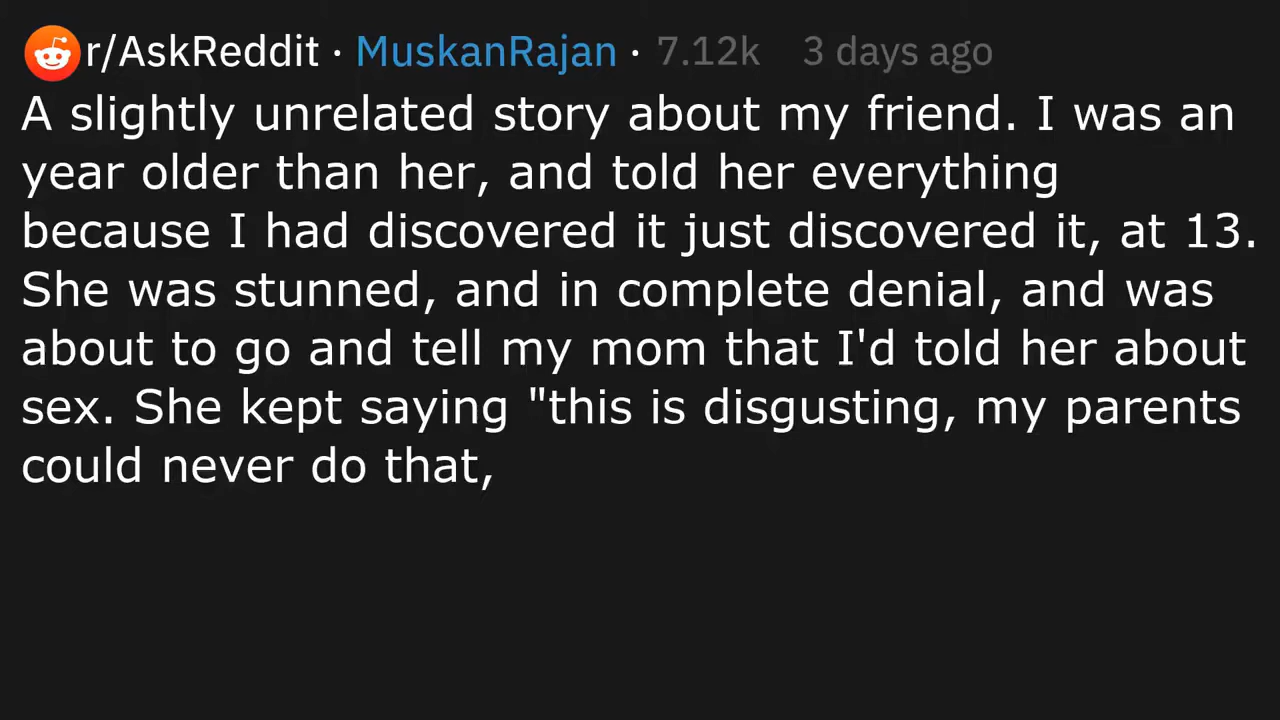 r/AskReddit · MuskanRajan · 7.12k 3 days ago
A slightly unrelated story about my friend. I was an
year older than her, and told her everything
because I had discovered it just discovered it, at 13.
She was stunned, and in complete denial, and was
about to go and tell my mom that I'd told her about
sex. She kept saying "this is disgusting, my parents
could never do that,